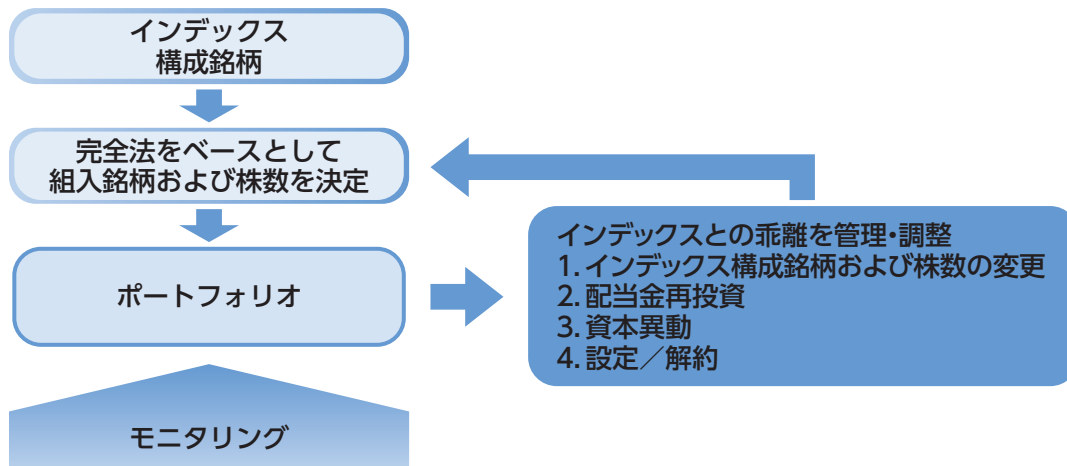 インデックス
構成銘柄
完全法をベースとして
組入銘柄および株数を決定
ポートフォリオ
インデックスとの乖離を管理・調整
1. インデックス構成銘柄および株数の変更
2. 配当金再投資
3. 資本異動
4. 設定／解約
モニタリング